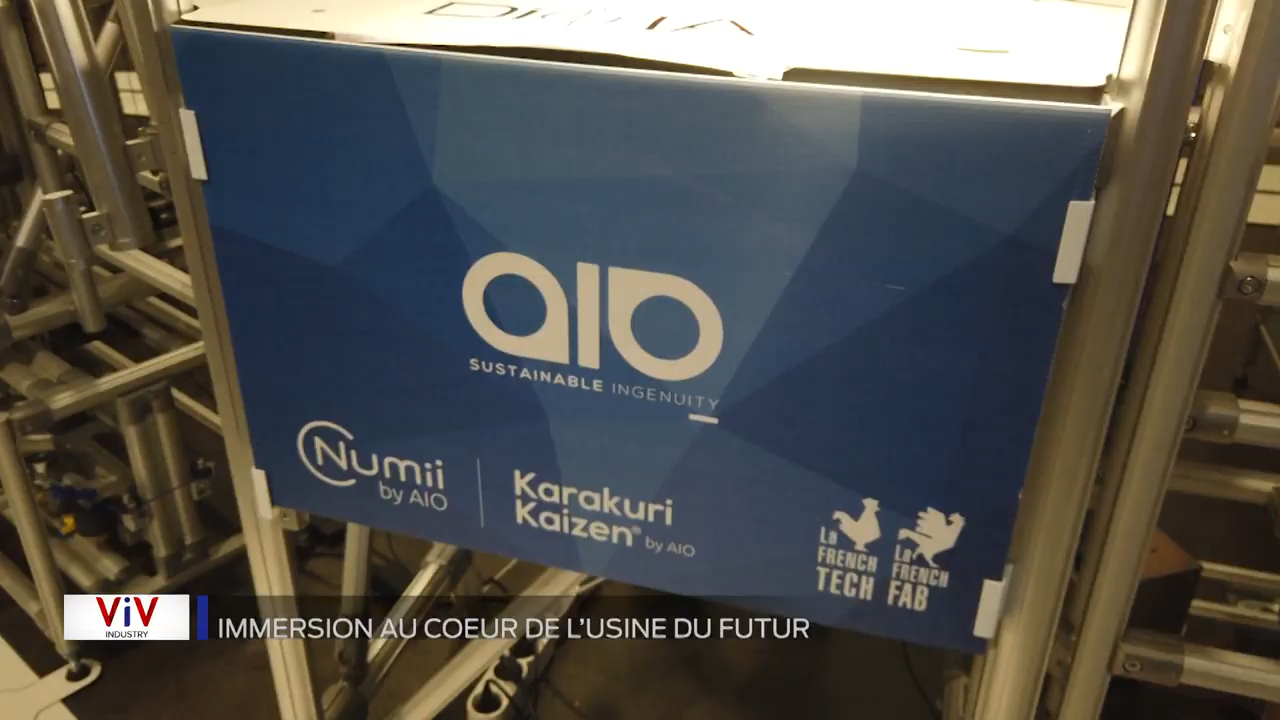 aio
SUSTAINABLE INGENUITY
Numii
by AIO
Karakuri
Kaizen®
by AIO
La
FRENCH
TECH
La
FRENCH
FAB
ViV
INDUSTRY
IMMERSION AU COEUR DE L'USINE DU FUTUR